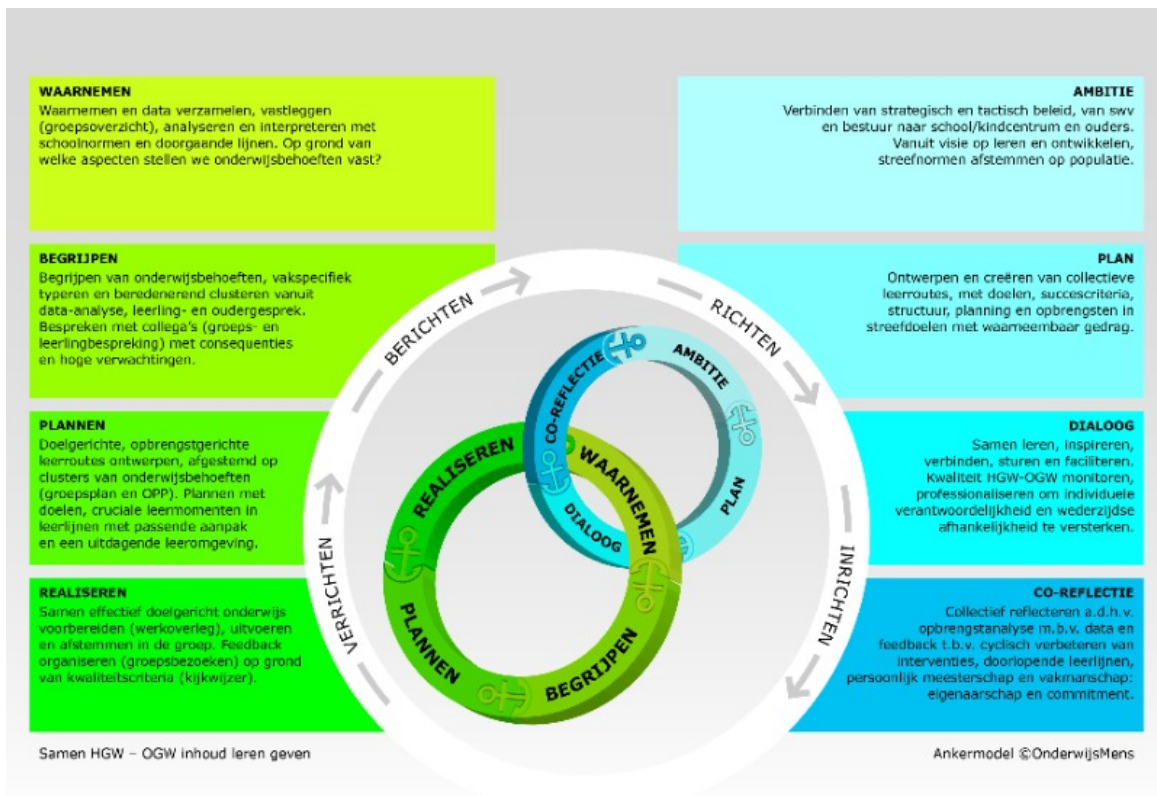 WAARNEMEN
Waarnemen en data verzamelen, vastleggen
(groepsoverzicht), analyseren en interpreteren met
schoolnormen en doorgaande lijnen. Op grond van
welke aspecten stellen we onderwijsbehoeften vast?
BEGRIJPEN
Begrijpen van onderwijsbehoeften, vakspecifiek
typeren en beredenerend clusteren vanuit
data-analyse, leerling- en oudergesprek.
Bespreken met collega's (groeps- en
leerlingbespreking) met consequenties
en hoge verwachtingen.
PLANNEN
Doelgerichte, opbrengstgerichte
leerroutes ontwerpen, afgestemd op
clusters van onderwijsbehoeften
(groepsplan en OPP). Plannen met
doelen, cruciale leermomenten in
leerlijnen met passende aanpak
en een uitdagende leeromgeving.
REALISEREN
Samen effectief doelgericht onderwijs
voorbereiden (werkoverleg), uitvoeren
en afstemmen in de groep. Feedback
organiseren (groepsbezoeken) op grond
van kwaliteitscriteria (kijkwijzer).
BERICHTEN
RICHTEN
INRICHTEN
VERRICHTEN
CO-REFLECTIE
AMBITIE
PLAN
DIALOOG
REALISEREN
WAARNEMEN
BEGRIJPEN
PLANNEN
AMBITIE
Verbinden van strategisch en tactisch beleid, van swv
en bestuur naar school/kindcentrum en ouders.
Vanuit visie op leren en ontwikkelen,
streefnormen afstemmen op populatie.
PLAN
Ontwerpen en creëren van collectieve
leerroutes, met doelen, succescriteria,
structuur, planning en opbrengsten in
streefdoelen met waarneembaar gedrag.
DIALOOG
Samen leren, inspireren,
verbinden, sturen en faciliteren.
Kwaliteit HGW-OGW monitoren,
professionaliseren om individuele
verantwoordelijkheid en wederzijdse
afhankelijkheid te versterken.
CO-REFLECTIE
Collectief reflecteren a.d.h.v.
opbrengstanalyse m.b.v. data en
feedback t.b.v. cyclisch verbeteren van
interventies, doorlopende leerlijnen,
persoonlijk meesterschap en vakmanschap:
eigenaarschap en commitment.
Samen HGW – OGW inhoud leren geven
Ankermodel ©OnderwijsMens